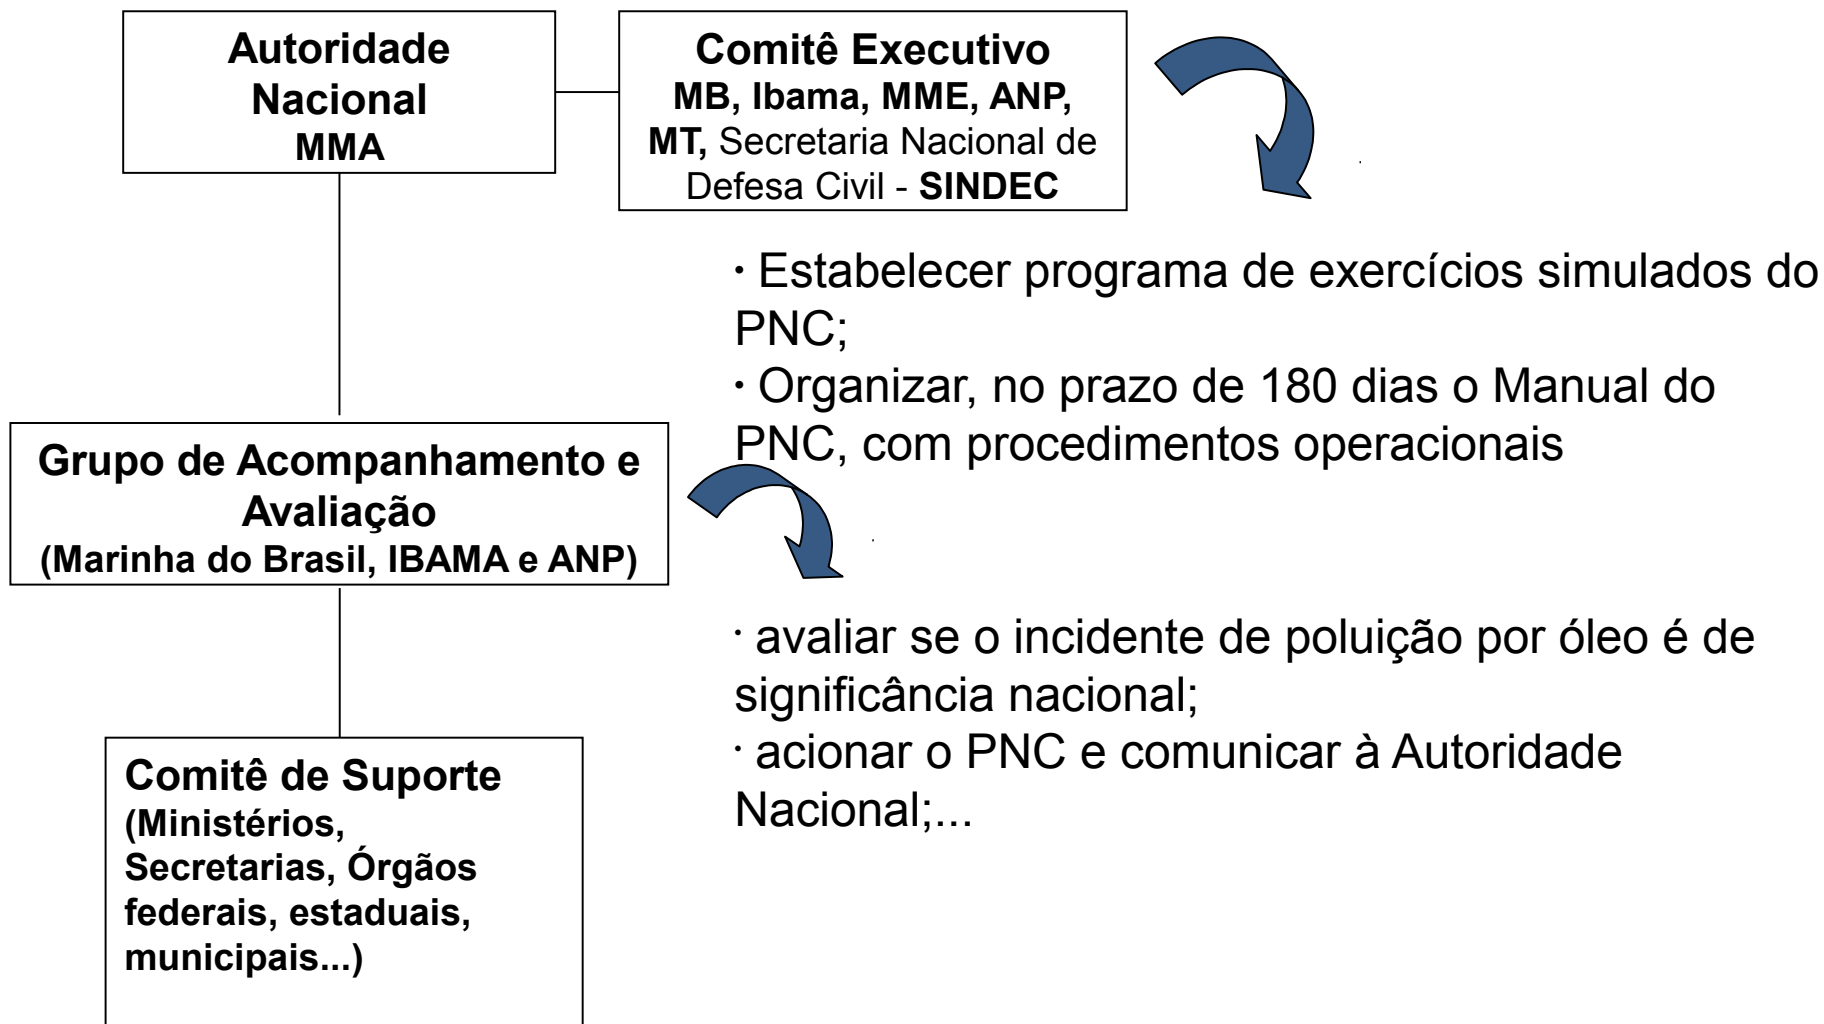 Autoridade
Nacional
MMA
Comitê Executivo
MB, Ibama, MME, ANP,
MT, Secretaria Nacional de
Defesa Civil - SINDEC
· Estabelecer programa de exercícios simulados do
PNC;
· Organizar, no prazo de 180 dias o Manual do
PNC, com procedimentos operacionais
Grupo de Acompanhamento e
Avaliação
(Marinha do Brasil, IBAMA e ANP)
· avaliar se o incidente de poluição por óleo é de
significância nacional;
· acionar o PNC e comunicar à Autoridade
Nacional;...
Comitê de Suporte
(Ministérios,
Secretarias, Órgãos
federais, estaduais,
municipais...)